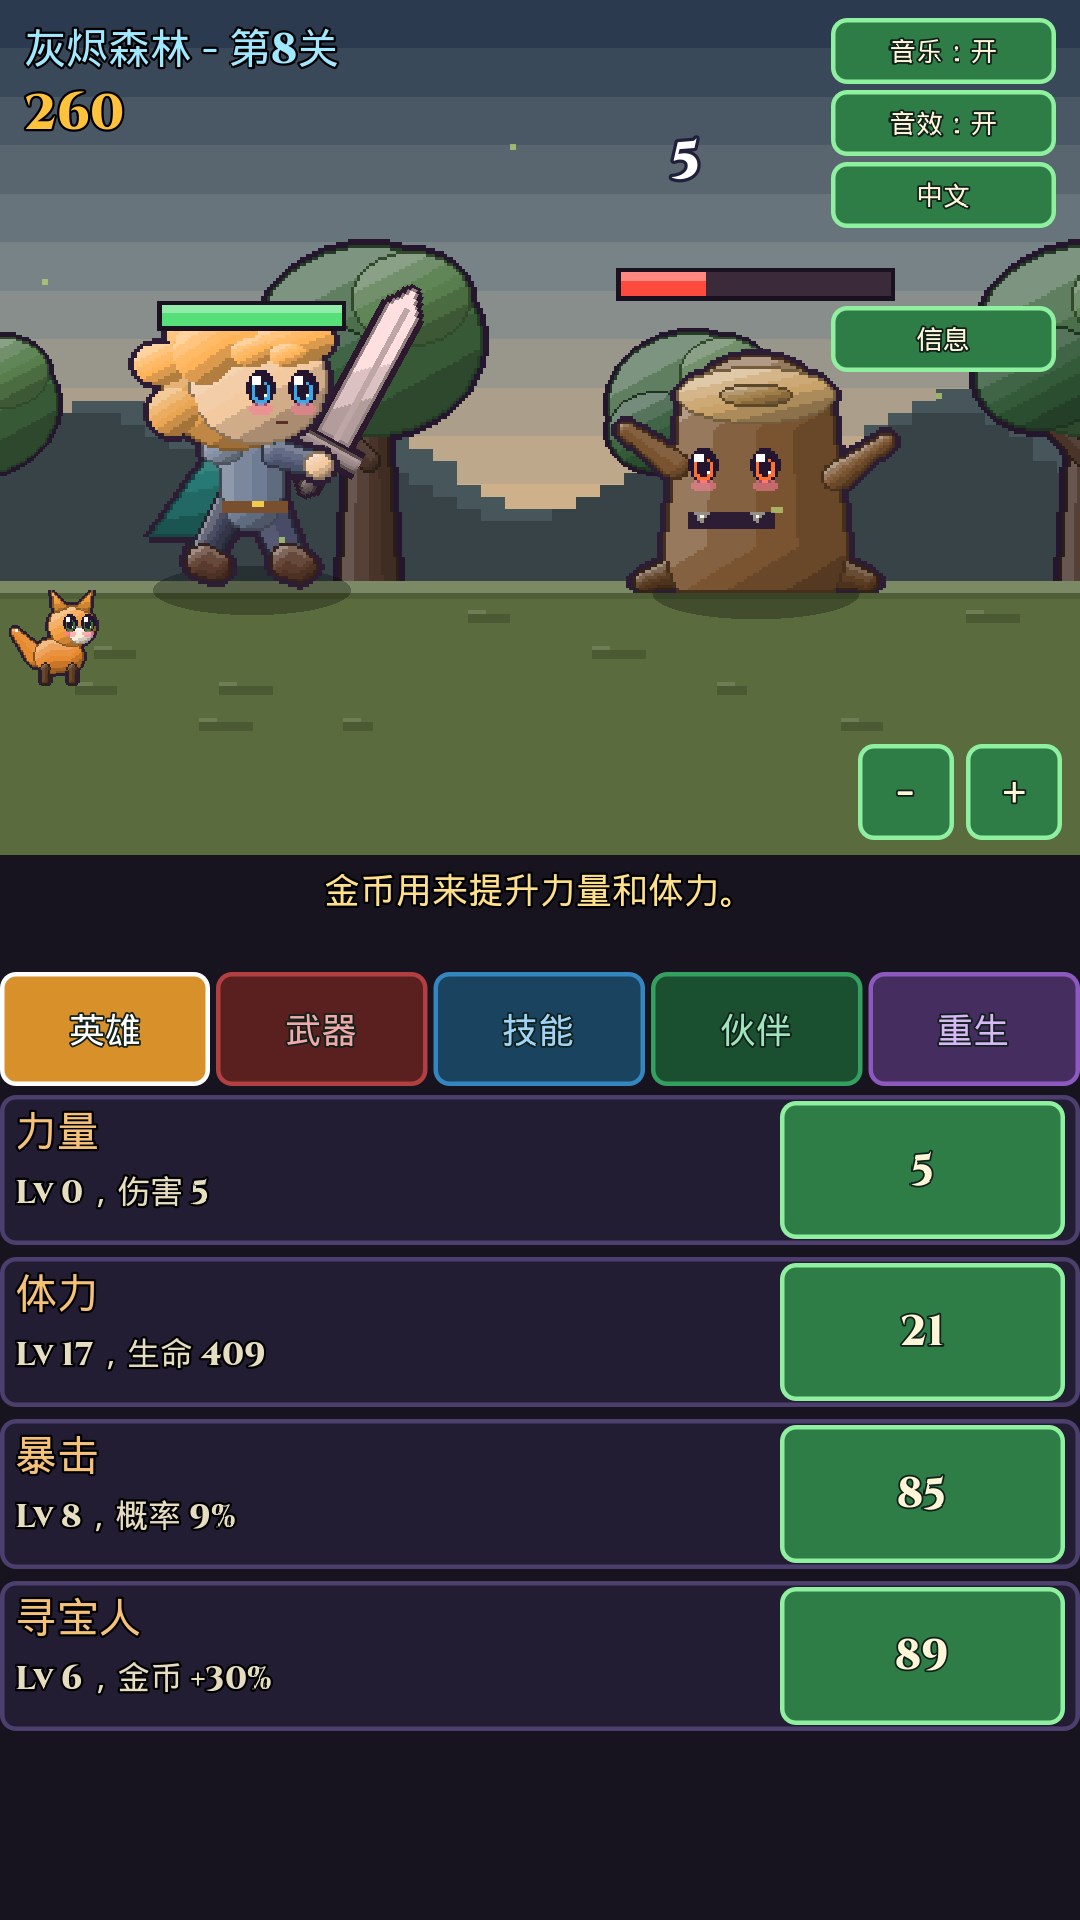 灰烬森林 - 第8关
260
音乐：开
音效：开
中文
5
信息
-
+
金币用来提升力量和体力。
英雄
武器
技能
伙伴
重生
力量
Lv 0，伤害 5
5
体力
Lv 17，生命 409
21
暴击
Lv 8，概率 9%
85
寻宝人
Lv 6，金币 +30%
89